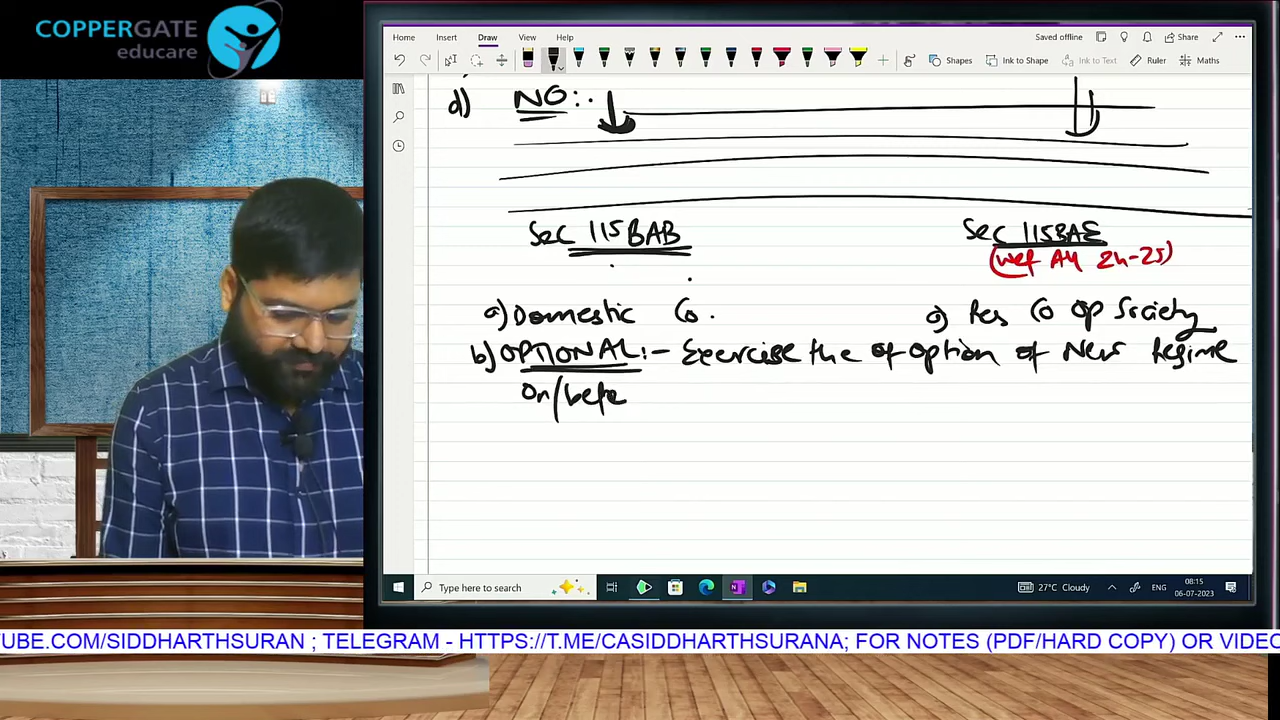 COPPERGATE
educare
Home Insert Draw View Help
Saved offline
Share
Shapes
Ink to Shape
Ink to Text
Ruler
Maths
d) NO:-
Sec 115BAB
Sec 115BAE
(wef AY 24-25)
a) Domestic Co.
a) Res Co Op Society
b) OPTIONAL:- Exercise the of option of New Regime
On/befe
Type here to search
27°C Cloudy
ENG
08:15
06-07-2023
TUBE.COM/SIDDHARTHSURAN ; TELEGRAM - HTTPS://T.ME/CASIDDHARTHSURANA; FOR NOTES (PDF/HARD COPY) OR VIDEO